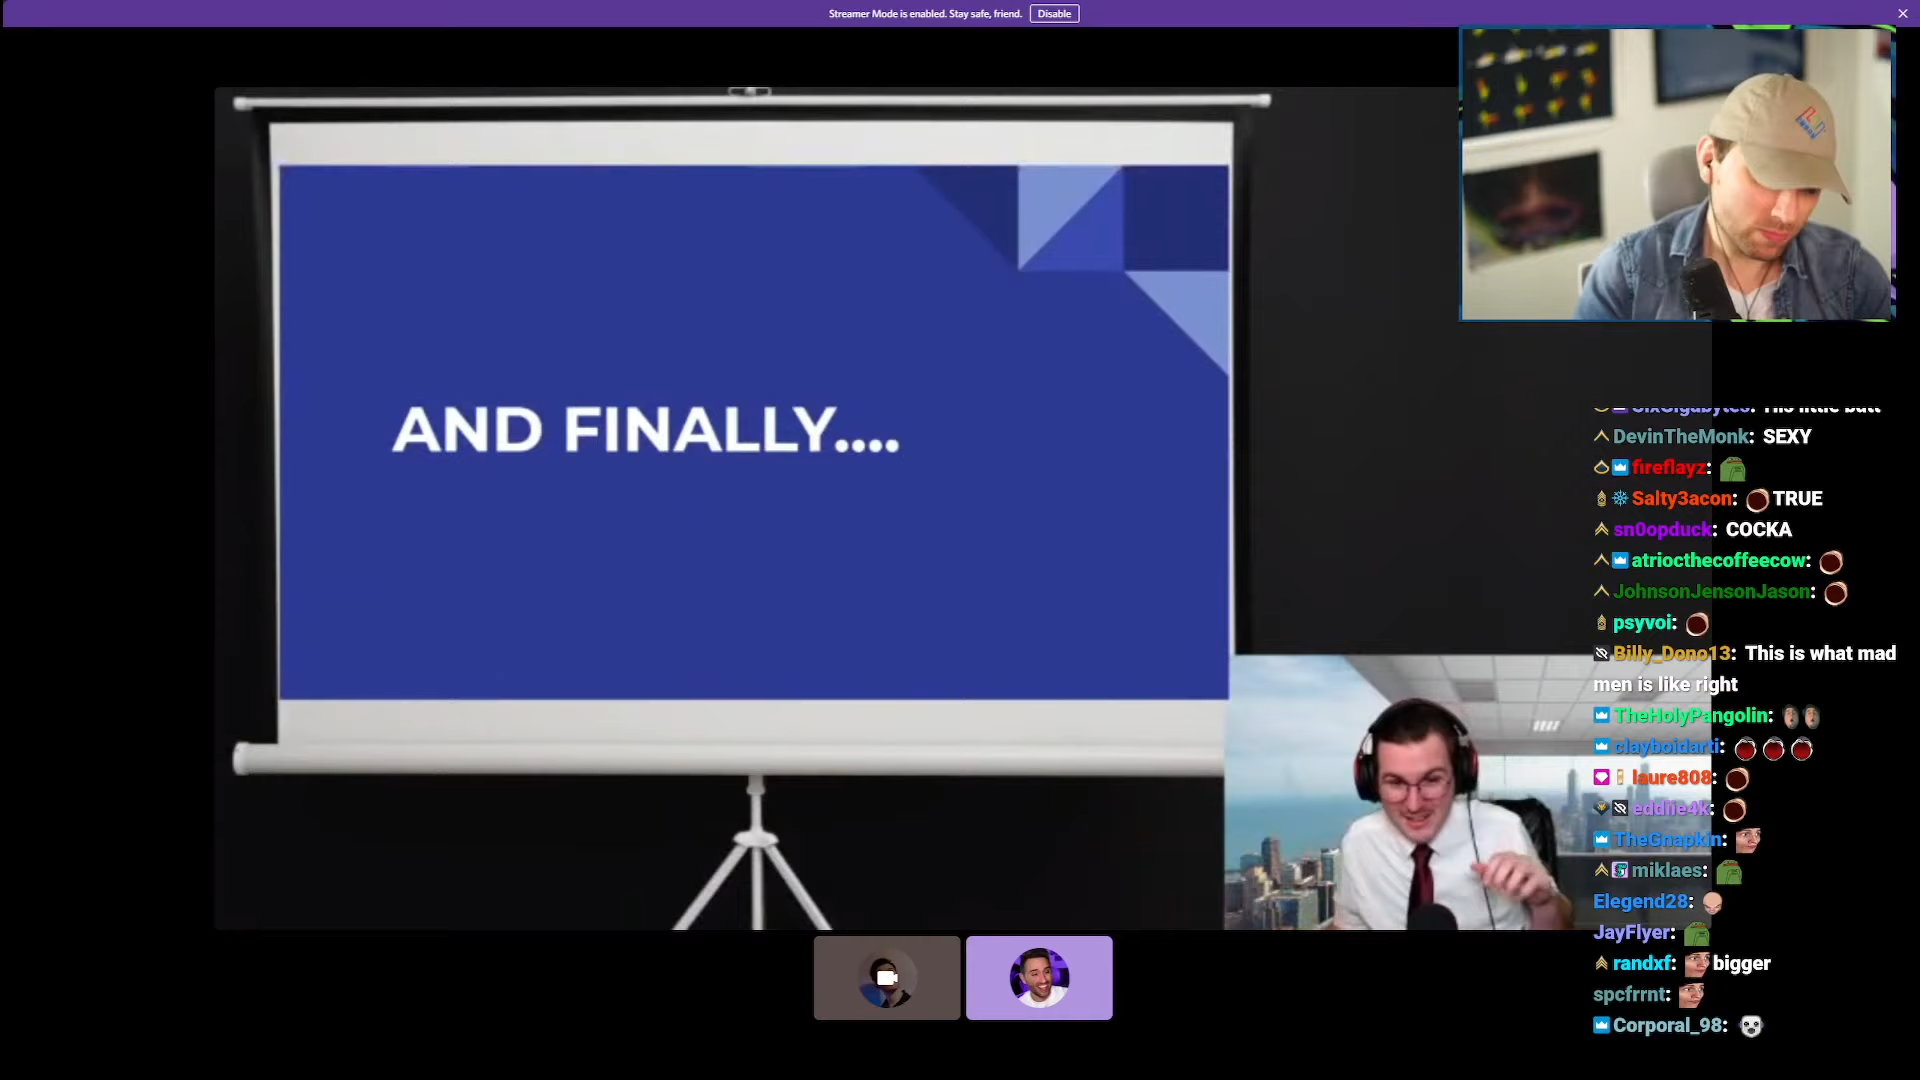 Streamer Mode is enabled. Stay safe, friend. Disable
AND FINALLY....
DevinTheMonk: SEXY
fireflayz:
Salty3acon: TRUE
sn0opduck: COCKA
atriocthecoffeecow:
JohnsonJensonJason:
psyvoi:
Billy_Dono13: This is what mad
men is like right
TheHolyPangolin:
clayboidarti:
laure808:
eddiie4k:
TheGnapkin:
miklaes:
Elegend28:
JayFlyer:
randxf: bigger
spcfrrnt:
Corporal_98: